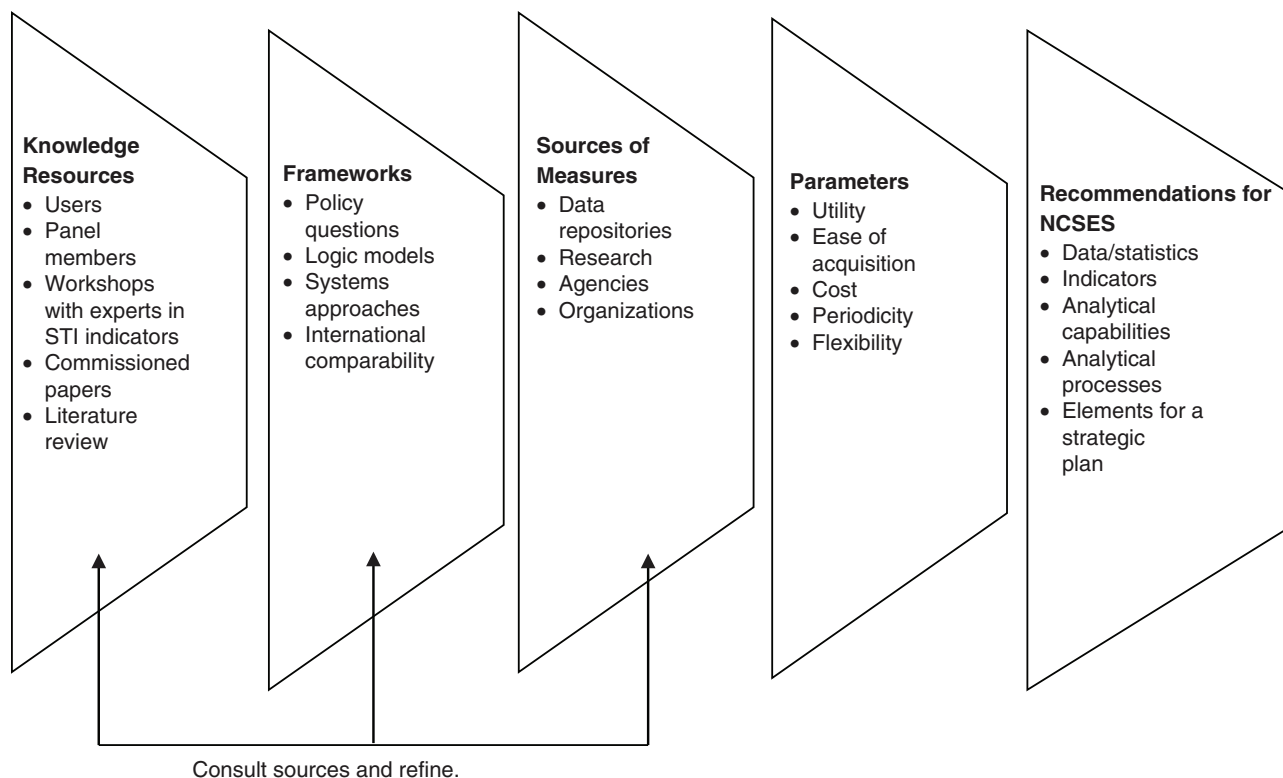 Knowledge
Resources
• Users
• Panel
members
• Workshops
with experts in
STI indicators
• Commissioned
papers
• Literature
review
Frameworks
• Policy
questions
• Logic models
• Systems
approaches
• International
comparability
Sources of
Measures
• Data
repositories
• Research
• Agencies
• Organizations
Parameters
• Utility
• Ease of
acquisition
• Cost
• Periodicity
• Flexibility
Recommendations for
NCSES
• Data/statistics
• Indicators
• Analytical
capabilities
• Analytical
processes
• Elements for a
strategic
plan
Consult sources and refine.